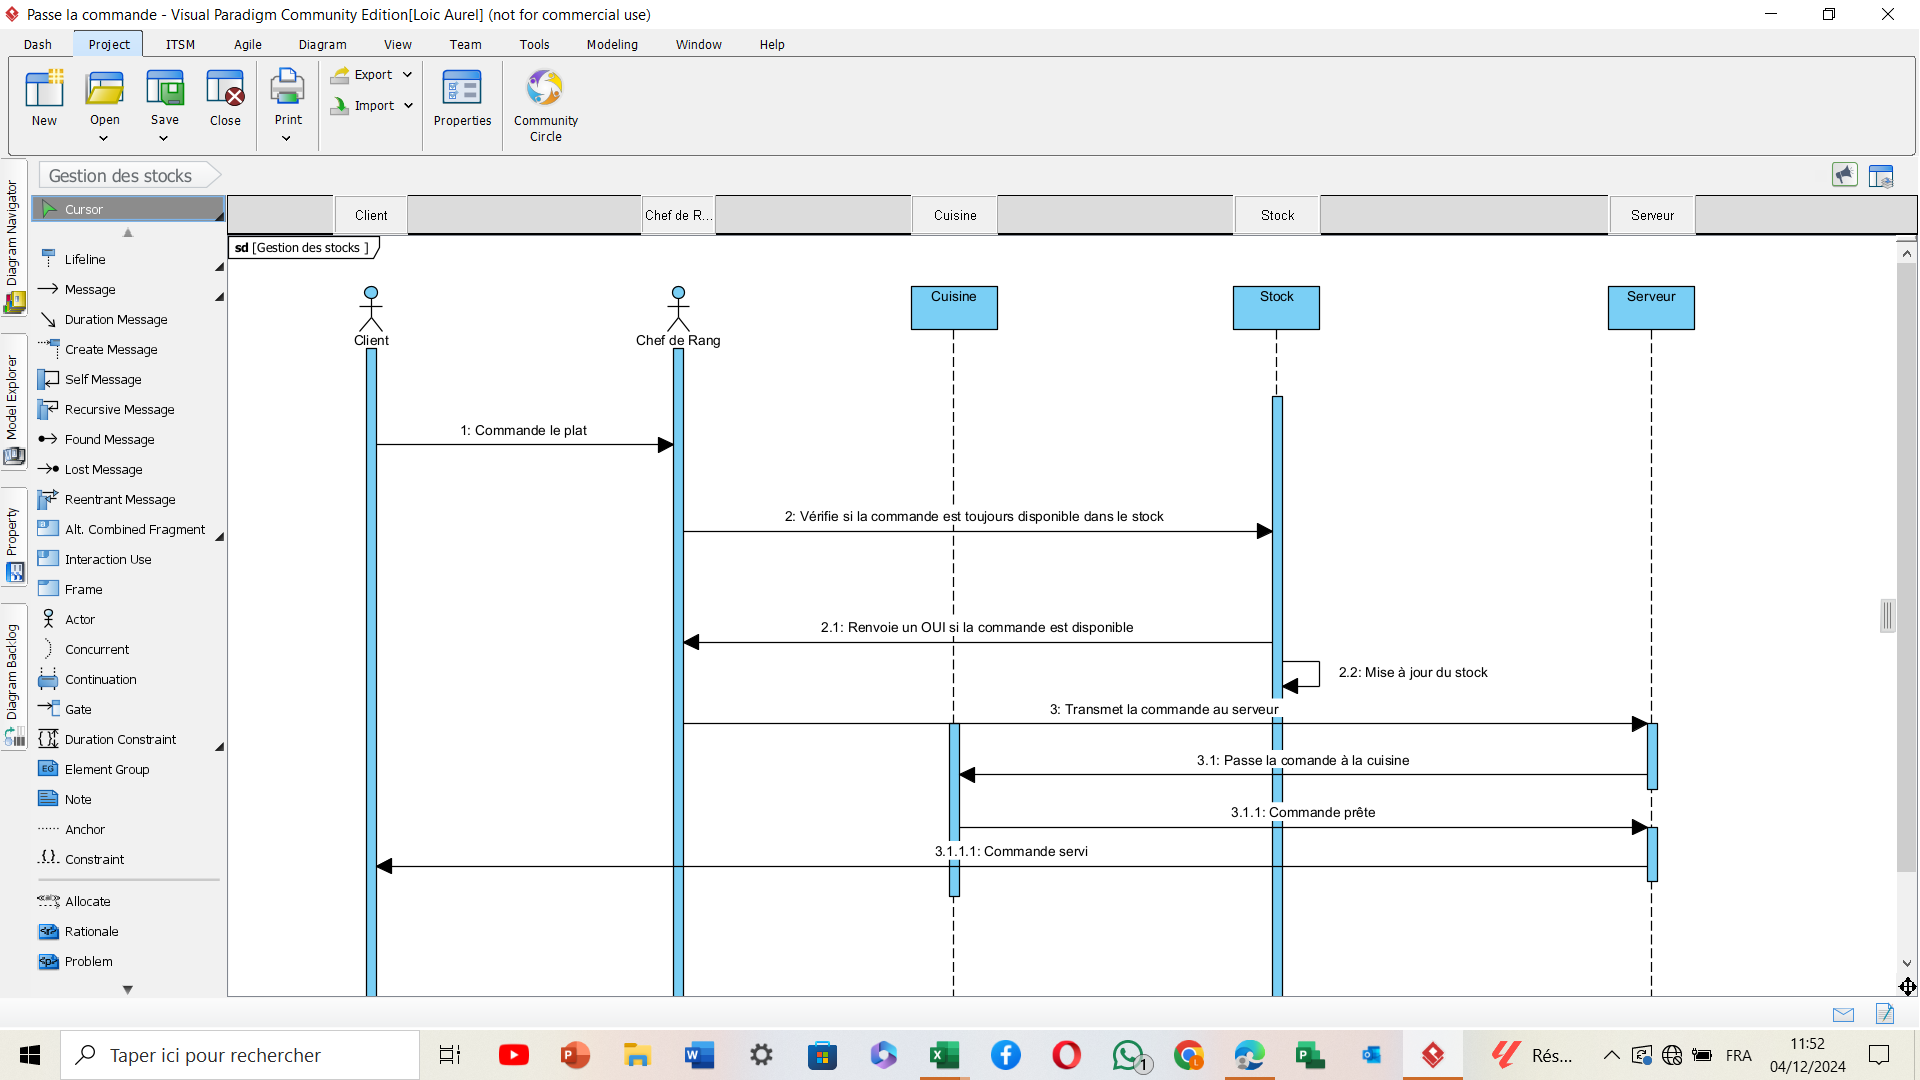 Passe la commande - Visual Paradigm Community Edition[Loic Aurel] (not for commercial use)
Dash Project ITSM Agile Diagram View Team Tools Modeling Window Help
New Open Save Close Print Export Import Properties Community Circle
Gestion des stocks
Diagram Navigator
Model Explorer
Property
Diagram Backlog
Cursor
Lifeline
Message
Duration Message
Create Message
Self Message
Recursive Message
Found Message
Lost Message
Reentrant Message
Alt. Combined Fragment
Interaction Use
Frame
Actor
Concurrent
Continuation
Gate
Duration Constraint
EG Element Group
Note
Anchor
Constraint
Allocate
Rationale
Problem
Client Chef de R... Cuisine Stock Serveur
sd [Gestion des stocks ]
Cuisine Stock Serveur
Client Chef de Rang
1: Commande le plat
2: Vérifie si la commande est toujours disponible dans le stock
2.1: Renvoie un OUI si la commande est disponible
2.2: Mise à jour du stock
3: Transmet la commande au serveur
3.1: Passe la comande à la cuisine
3.1.1: Commande prête
3.1.1.1: Commande servi
Taper ici pour rechercher
1
Rés...
FRA
11:52
04/12/2024